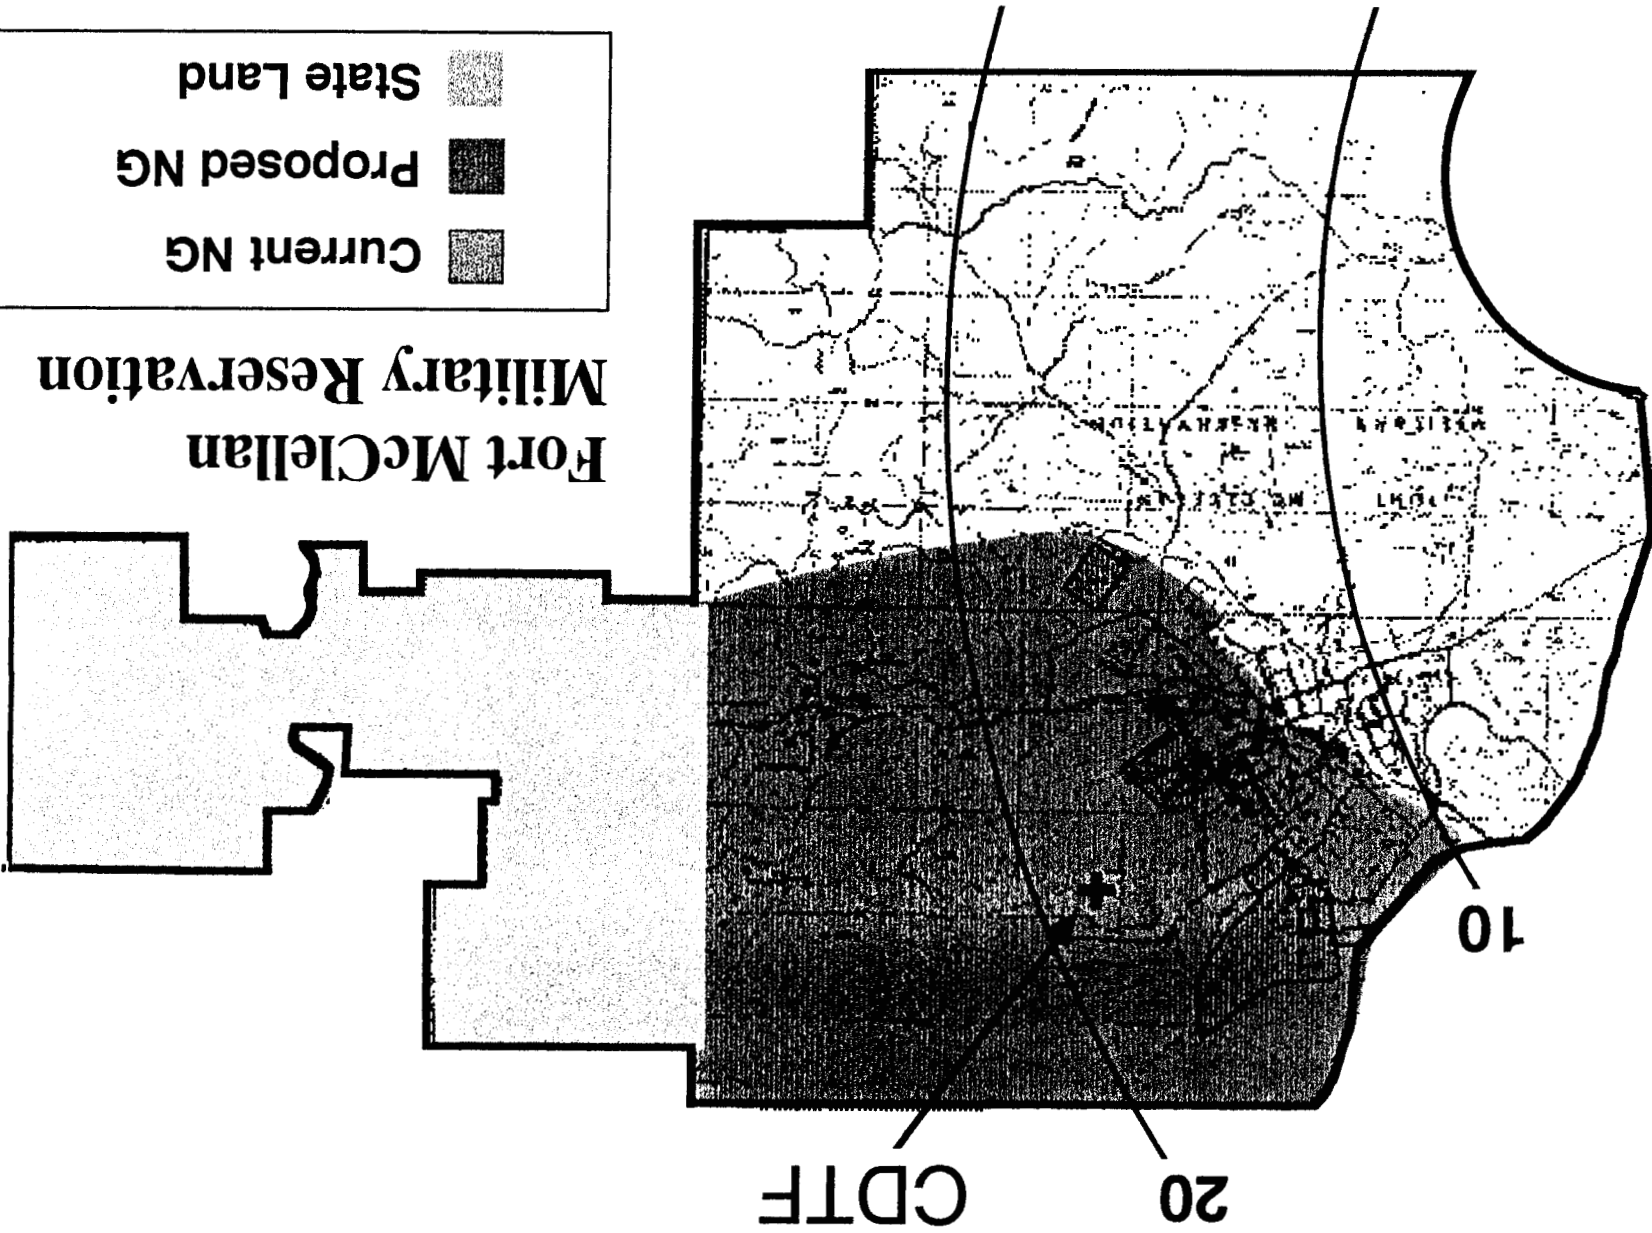 20
CDTF
10
Fort McClellan
Military Reservation
Current NG
Proposed NG
State Land